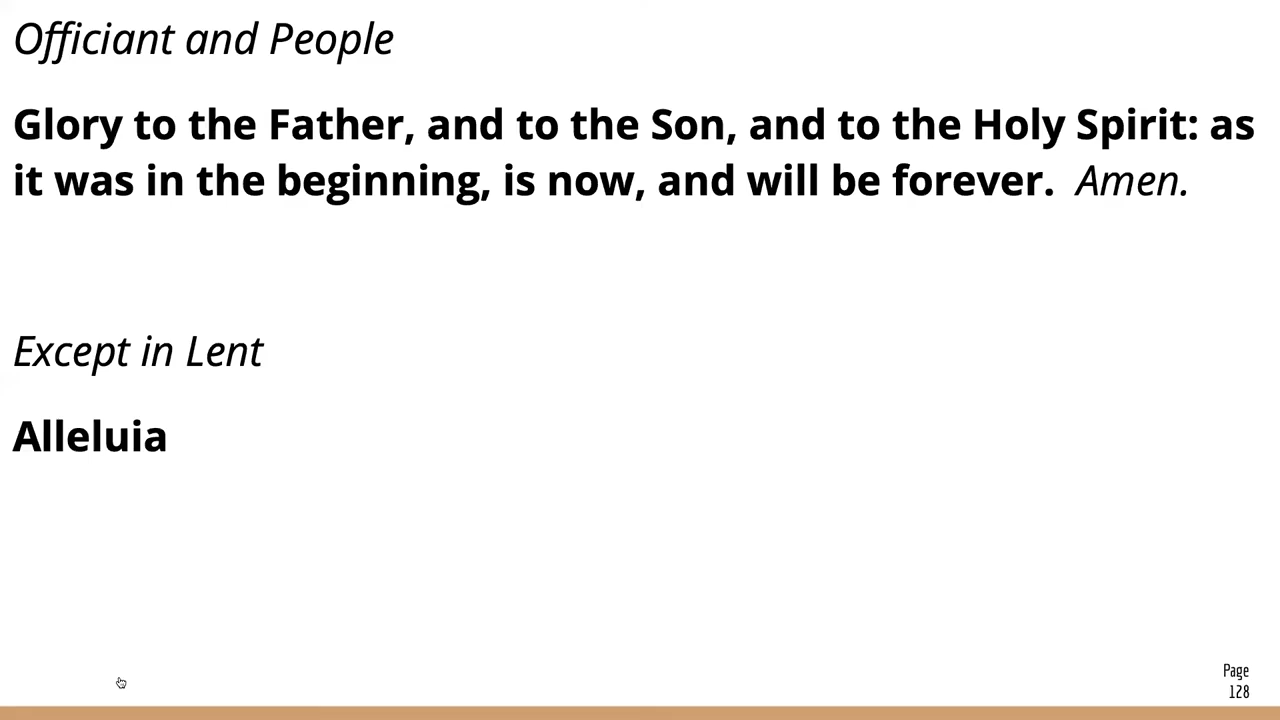 Officiant and People
Glory to the Father, and to the Son, and to the Holy Spirit: as
it was in the beginning, is now, and will be forever. Amen.
Except in Lent
Alleluia
Page
128